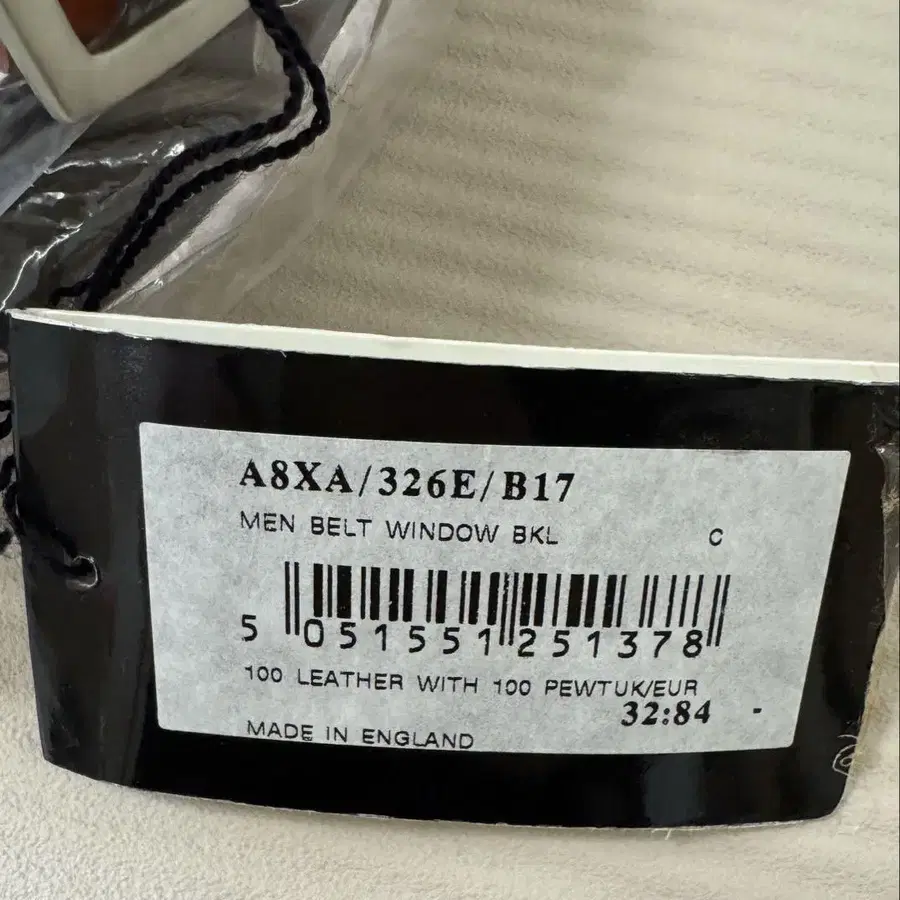 A8XA/326E/B17
MEN BELT WINDOW BKL C
5 051551 251378
100 LEATHER WITH 100 PEWTUK/EUR
32:84 -
MADE IN ENGLAND